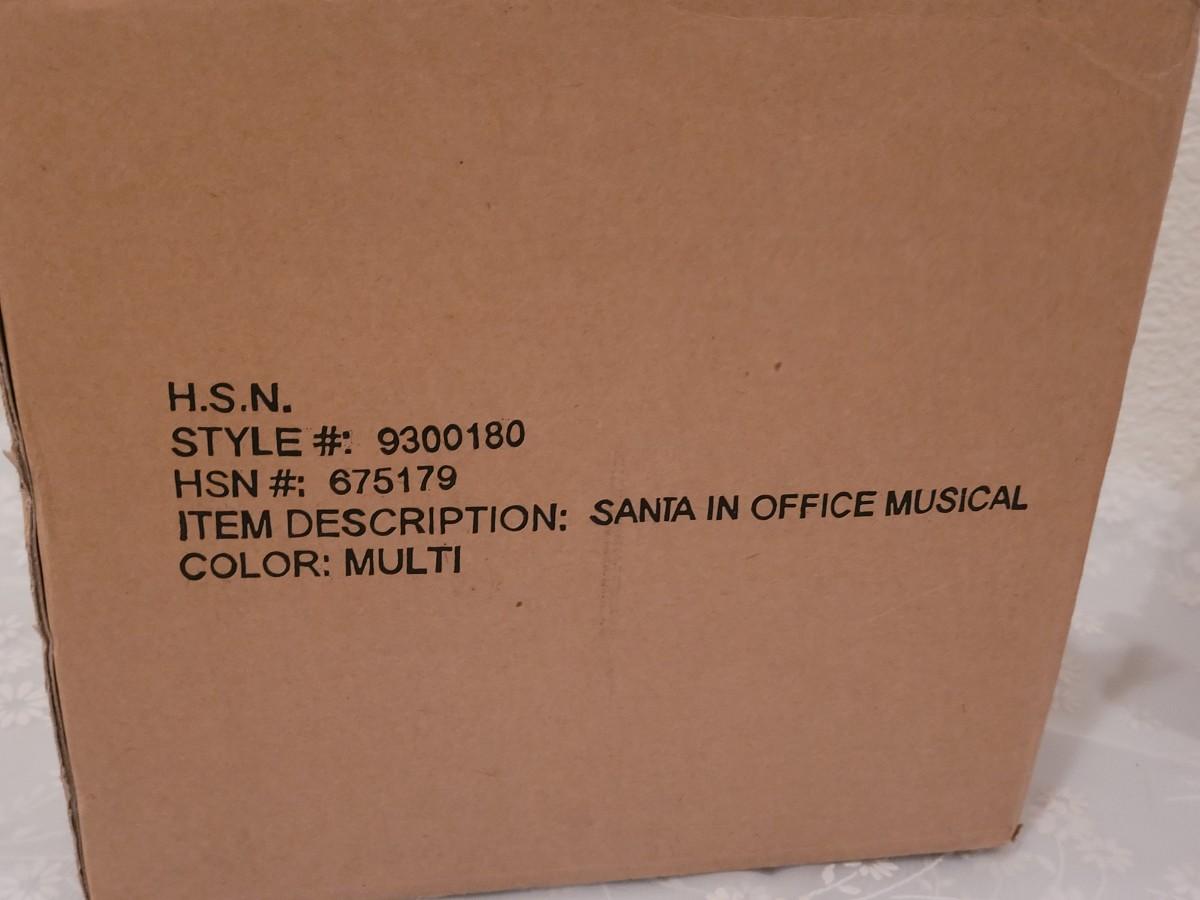 H.S.N.
STYLE #: 9300180
HSN #: 675179
ITEM DESCRIPTION: SANTA IN OFFICE MUSICAL
COLOR: MULTI